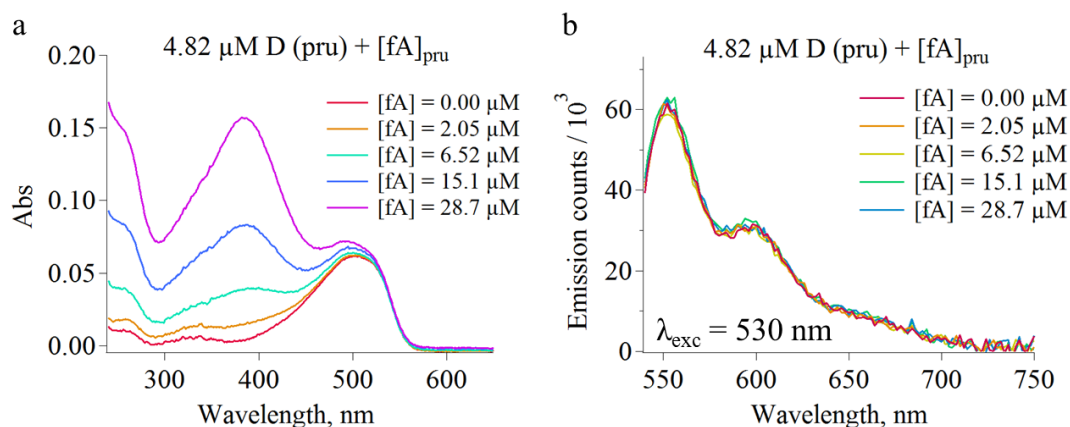 a
4.82 µM D (pru) + [fA]pru
0.20
0.15
0.10
0.05
0.00
Abs
[fA] = 0.00 µM
[fA] = 2.05 µM
[fA] = 6.52 µM
[fA] = 15.1 µM
[fA] = 28.7 µM
300 400 500 600
Wavelength, nm
b
4.82 µM D (pru) + [fA]pru
60
40
20
0
Emission counts / 10³
[fA] = 0.00 µM
[fA] = 2.05 µM
[fA] = 6.52 µM
[fA] = 15.1 µM
[fA] = 28.7 µM
λexc = 530 nm
550 600 650 700 750
Wavelength, nm